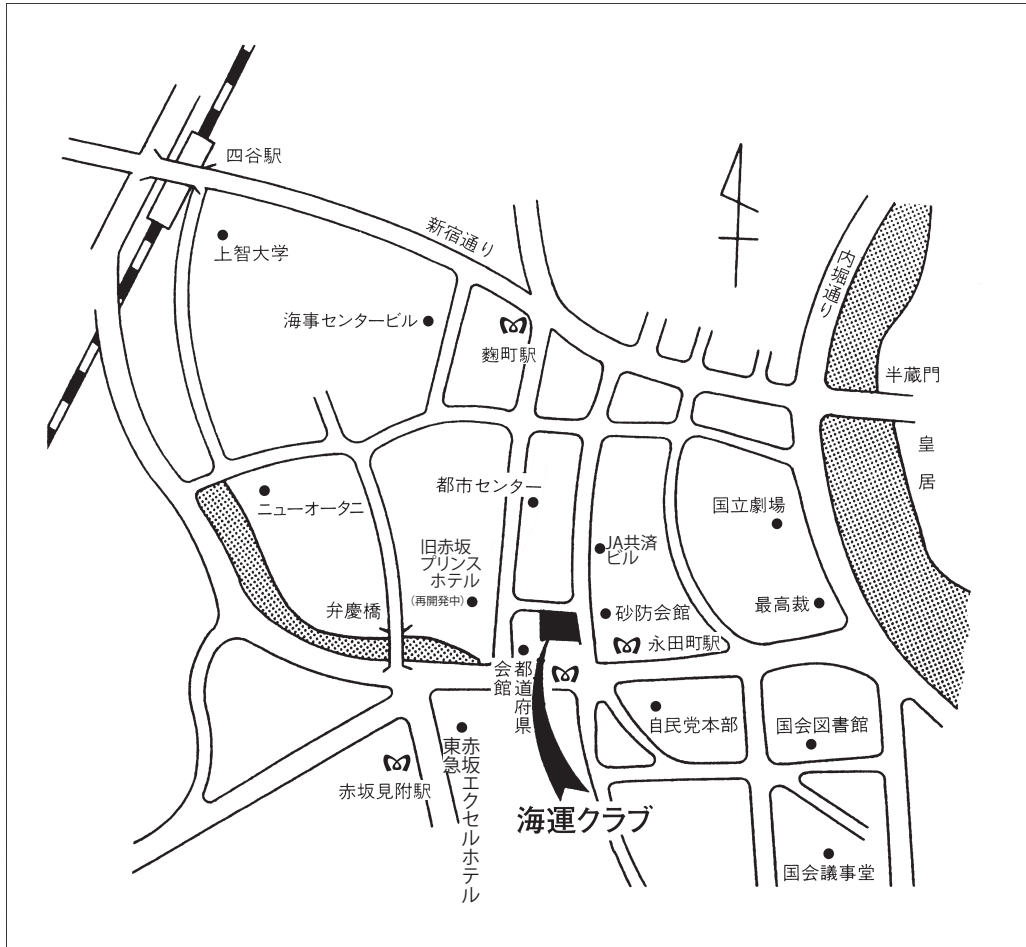 四谷駅
新宿通り
上智大学
内堀通り
海事センタービル
麴町駅
半蔵門
皇居
都市センター
ニューオータニ
国立劇場
旧赤坂
プリンス
ホテル
(再開発中)
JA共済
ビル
弁慶橋
砂防会館
最高裁
永田町駅
都道府県
会館
自民党本部
国会図書館
赤坂エクセルホテル
東急
赤坂見附駅
海運クラブ
国会議事堂